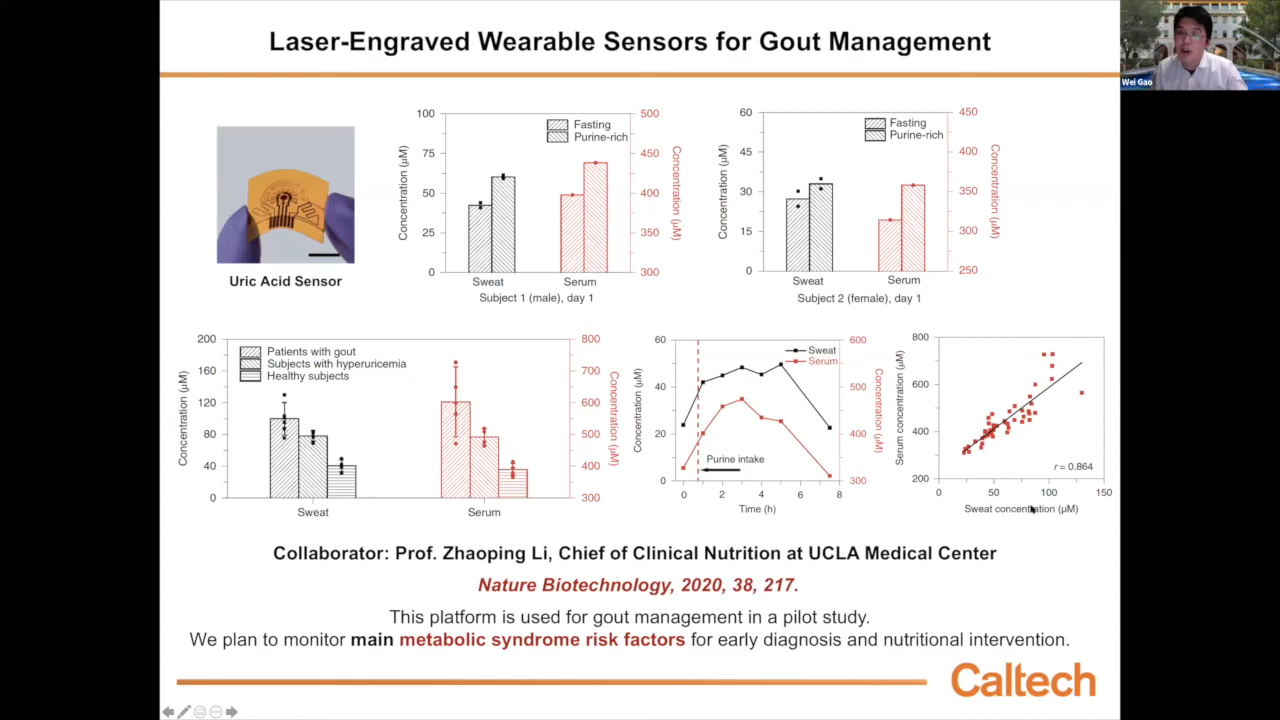 Laser-Engraved Wearable Sensors for Gout Management
Wei Gao
Uric Acid Sensor
100
75
50
25
0
Concentration (μM)
Fasting
Purine-rich
500
450
400
350
300
Concentration (μM)
Sweat
Serum
Subject 1 (male), day 1
60
45
30
15
0
Concentration (μM)
Fasting
Purine-rich
450
400
350
300
250
Concentration (μM)
Sweat
Serum
Subject 2 (female), day 1
200
160
120
80
40
0
Concentration (μM)
Patients with gout
Subjects with hyperuricemia
Healthy subjects
800
700
600
500
400
300
Concentration (μM)
Sweat
Serum
60
40
20
0
Concentration (μM)
Sweat
Serum
Purine intake
600
500
400
300
Concentration (μM)
0
2
4
6
8
Time (h)
800
600
400
200
Serum concentration (μM)
r = 0.864
0
50
100
150
Sweat concentration (μM)
Collaborator: Prof. Zhaoping Li, Chief of Clinical Nutrition at UCLA Medical Center
Nature Biotechnology, 2020, 38, 217.
This platform is used for gout management in a pilot study.
We plan to monitor main metabolic syndrome risk factors for early diagnosis and nutritional intervention.
Caltech